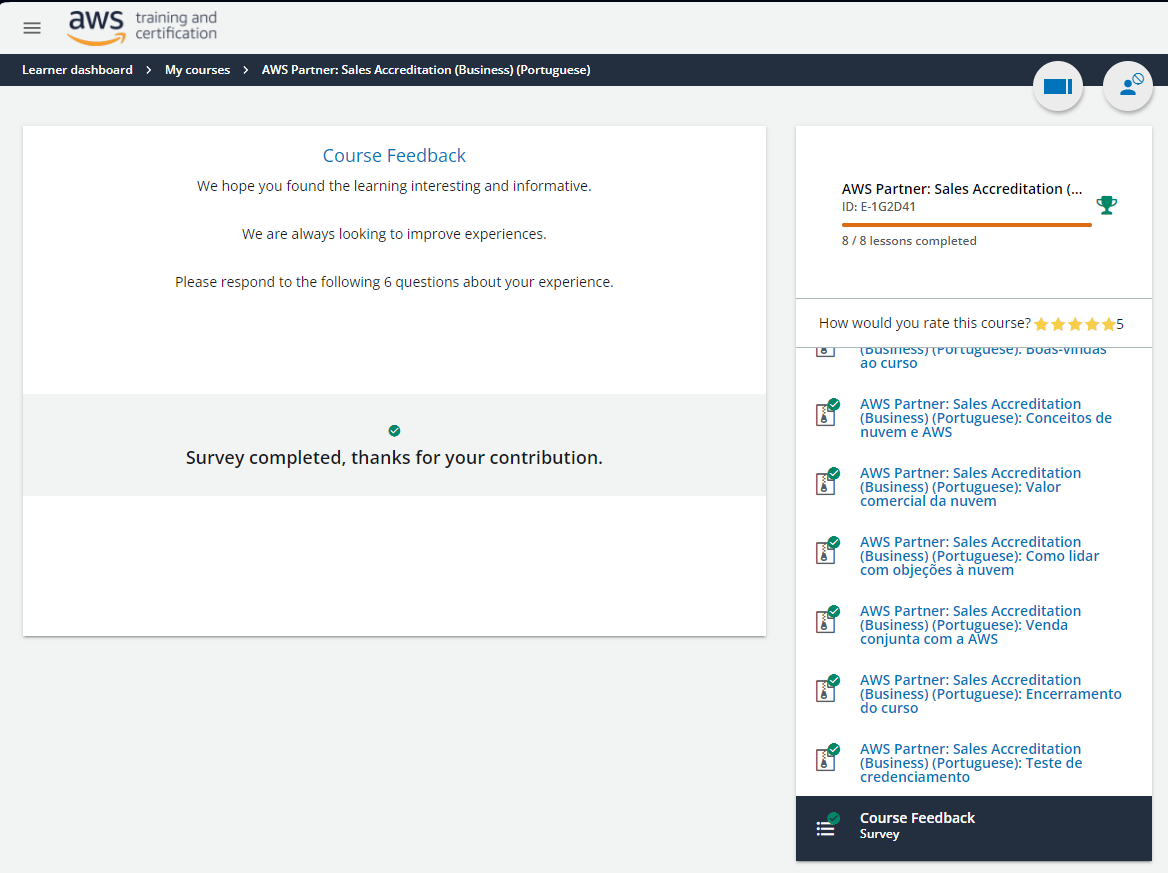 aws training and
certification
Learner dashboard > My courses > AWS Partner: Sales Accreditation (Business) (Portuguese)
Course Feedback
We hope you found the learning interesting and informative.
We are always looking to improve experiences.
Please respond to the following 6 questions about your experience.
Survey completed, thanks for your contribution.
AWS Partner: Sales Accreditation (...
ID: E-1G2D41
8 / 8 lessons completed
How would you rate this course? 5
(Business) (Portuguese): Boas-vindas
ao curso
AWS Partner: Sales Accreditation
(Business) (Portuguese): Conceitos de
nuvem e AWS
AWS Partner: Sales Accreditation
(Business) (Portuguese): Valor
comercial da nuvem
AWS Partner: Sales Accreditation
(Business) (Portuguese): Como lidar
com objeções à nuvem
AWS Partner: Sales Accreditation
(Business) (Portuguese): Venda
conjunta com a AWS
AWS Partner: Sales Accreditation
(Business) (Portuguese): Encerramento
do curso
AWS Partner: Sales Accreditation
(Business) (Portuguese): Teste de
credenciamento
Course Feedback
Survey